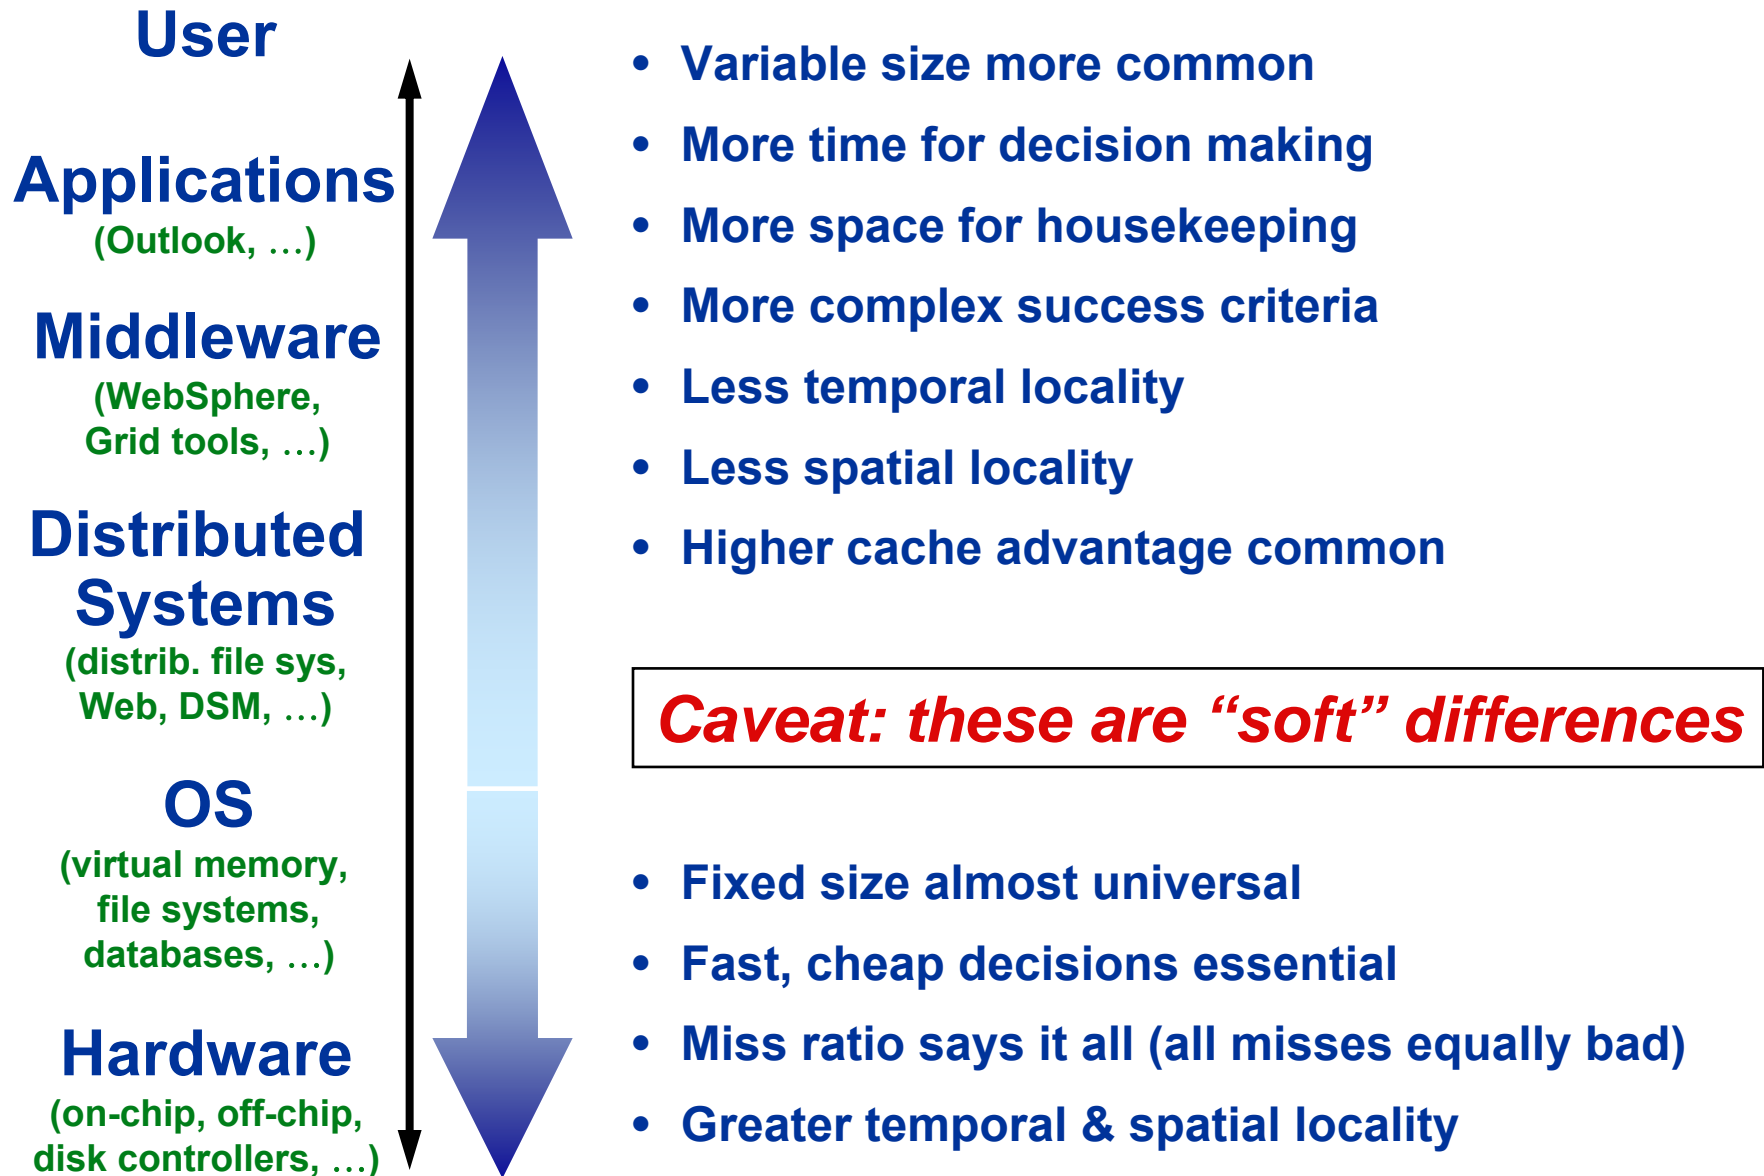 User
Applications
(Outlook, …)
Middleware
(WebSphere,
Grid tools, …)
Distributed
Systems
(distrib. file sys,
Web, DSM, …)
OS
(virtual memory,
file systems,
databases, …)
Hardware
(on-chip, off-chip,
disk controllers, …)
• Variable size more common
• More time for decision making
• More space for housekeeping
• More complex success criteria
• Less temporal locality
• Less spatial locality
• Higher cache advantage common
Caveat: these are “soft” differences
• Fixed size almost universal
• Fast, cheap decisions essential
• Miss ratio says it all (all misses equally bad)
• Greater temporal & spatial locality